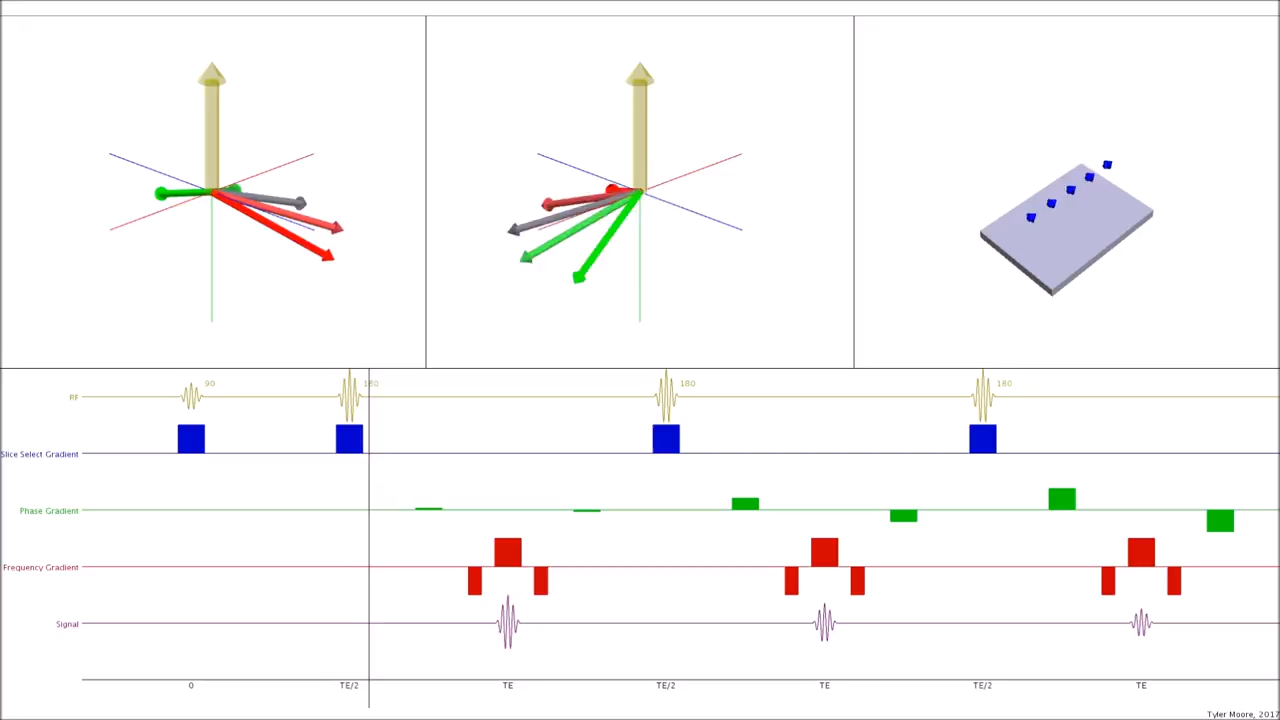 90
180
180
180
RF
Slice Select Gradient
Phase Gradient
Frequency Gradient
Signal
0
TE/2
TE
TE/2
TE
TE/2
TE
Tyler Moore, 2017